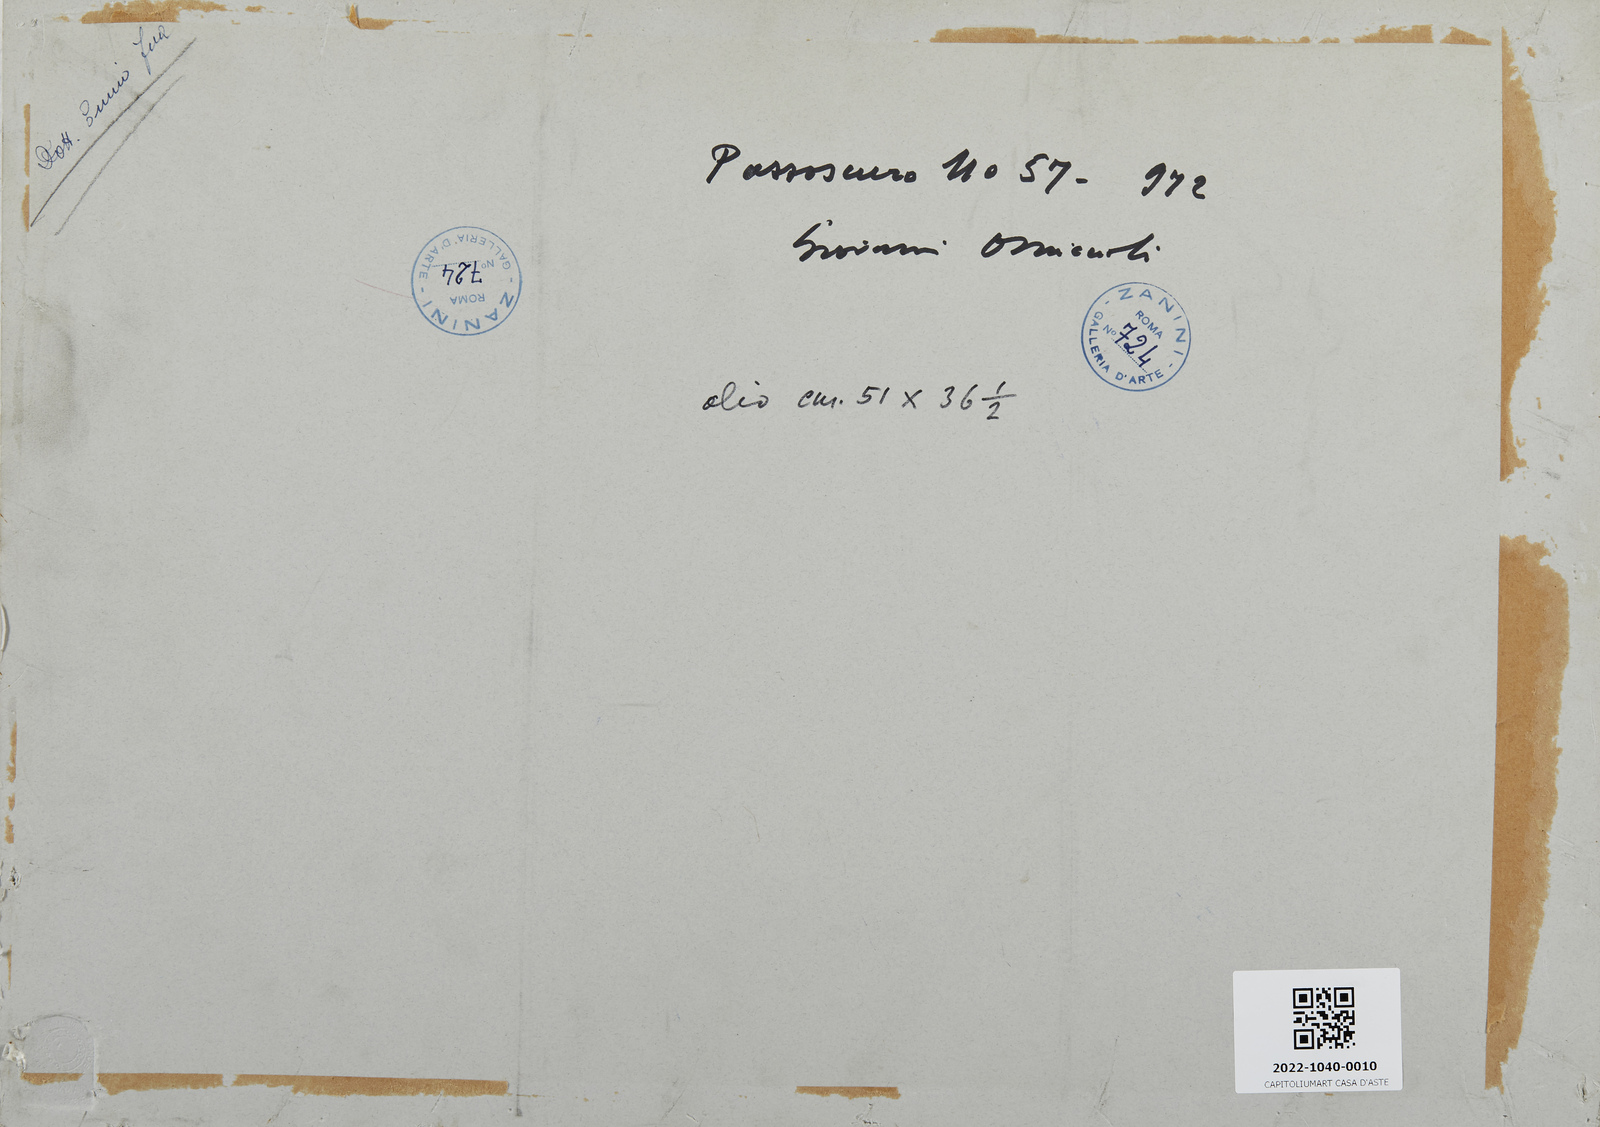 Dott. Ennio
Passoscuro No 57 - 972
Giovanni Omiccioli
ZANINI
ROMA
No 724
GALLERIA D'ARTE
ZANINI
ROMA
No 724
GALLERIA D'ARTE
olio cm. 51 x 36 1/2
2022-1040-0010
CAPITOLIUMART CASA D'ASTE